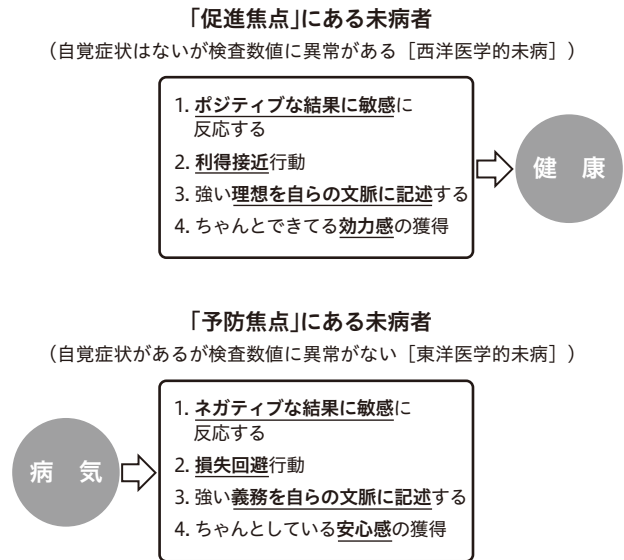 「促進焦点」にある未病者
（自覚症状はないが検査数値に異常がある［西洋医学的未病］）
1. ポジティブな結果に敏感に
反応する
2. 利得接近行動
3. 強い理想を自らの文脈に記述する
4. ちゃんとできてる効力感の獲得
健　康
「予防焦点」にある未病者
（自覚症状があるが検査数値に異常がない［東洋医学的未病］）
病　気
1. ネガティブな結果に敏感に
反応する
2. 損失回避行動
3. 強い義務を自らの文脈に記述する
4. ちゃんとしている安心感の獲得